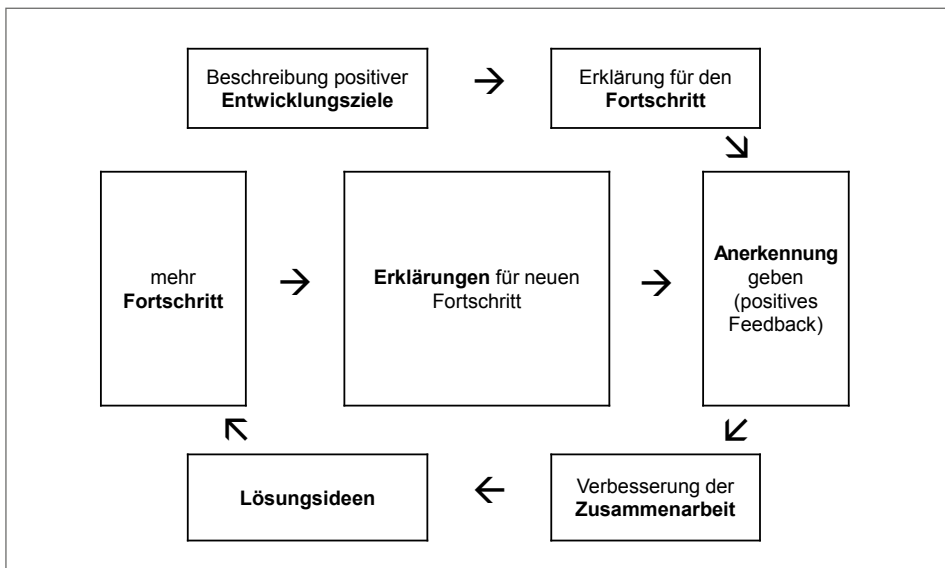 Beschreibung positiver
Entwicklungsziele
→
Erklärung für den
Fortschritt
↘
mehr
Fortschritt
→
Erklärungen für neuen
Fortschritt
→
Anerkennung
geben
(positives
Feedback)
↖
↙
Lösungsideen
←
Verbesserung der
Zusammenarbeit